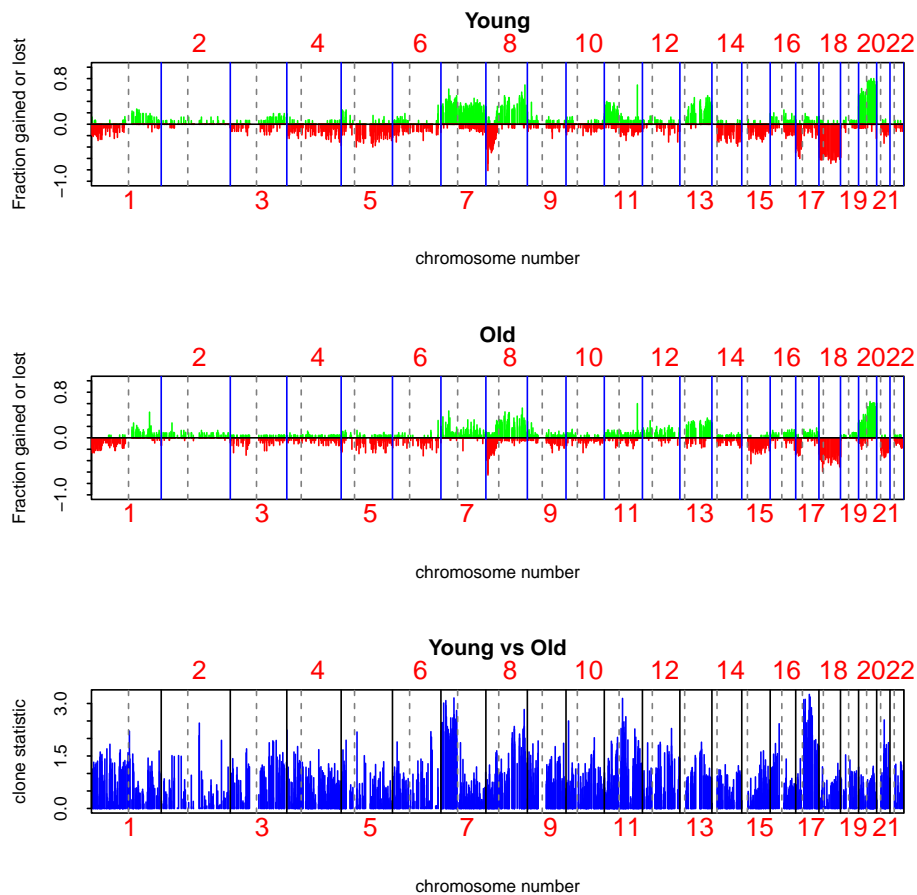 Young
2 4 6 8 10 12 14 16 18 20 22
Fraction gained or lost
0.8
0.0
−1.0
1 3 5 7 9 11 13 15 17 19 21
chromosome number
Old
2 4 6 8 10 12 14 16 18 20 22
Fraction gained or lost
0.8
0.0
−1.0
1 3 5 7 9 11 13 15 17 19 21
chromosome number
Young vs Old
2 4 6 8 10 12 14 16 18 20 22
clone statistic
3.0
1.5
0.0
1 3 5 7 9 11 13 15 17 19 21
chromosome number